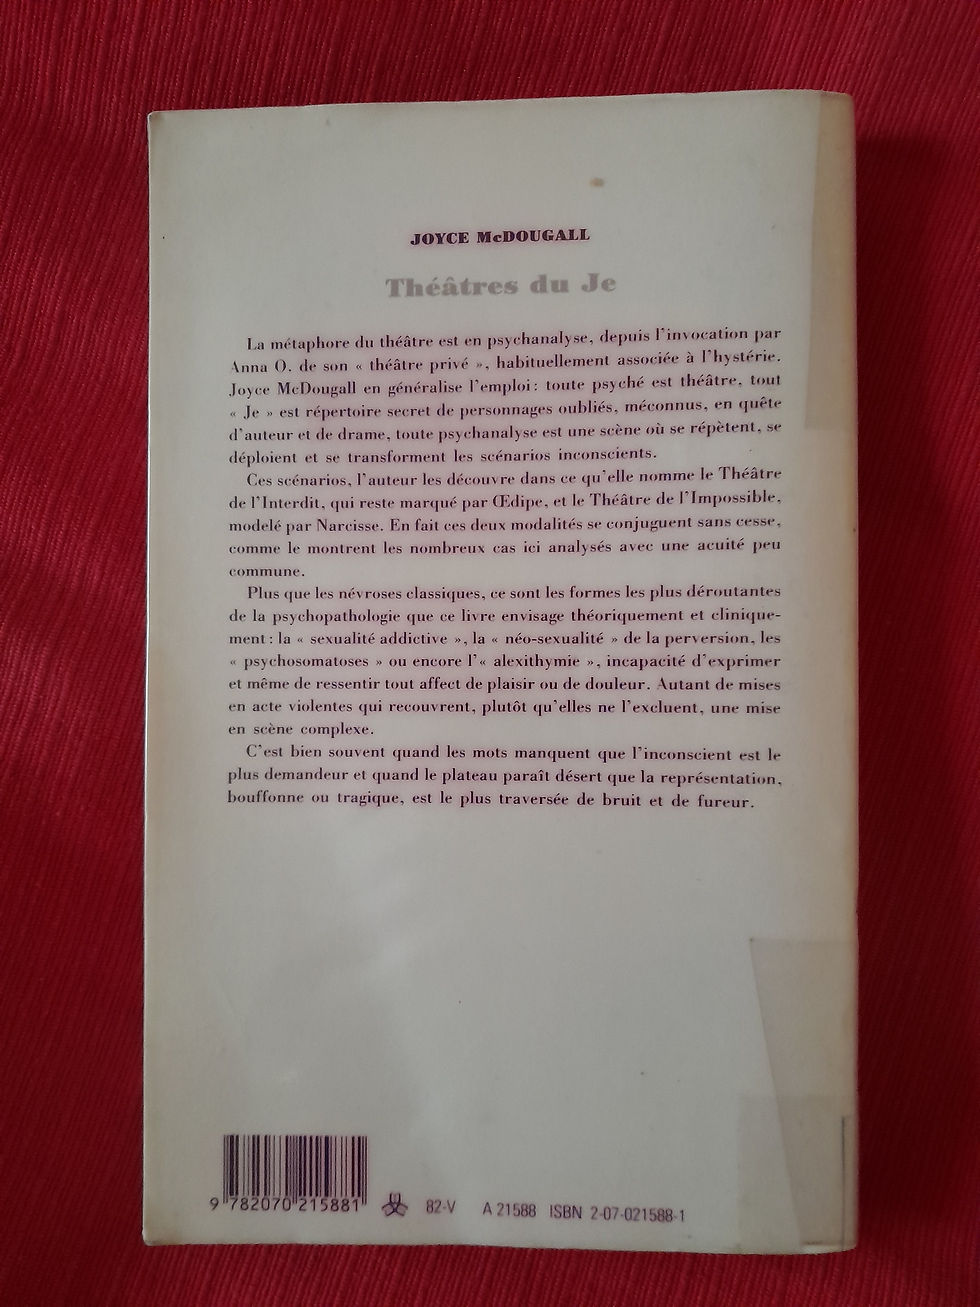 JOYCE McDOUGALL
Théâtres du Je
La métaphore du théâtre est en psychanalyse, depuis l'invocation par
Anna O. de son « théâtre privé », habituellement associée à l'hystérie.
Joyce McDougall en généralise l'emploi : toute psyché est théâtre, tout
« Je » est répertoire secret de personnages oubliés, méconnus, en quête
d'auteur et de drame, toute psychanalyse est une scène où se répètent, se
déploient et se transforment les scénarios inconscients.
Ces scénarios, l'auteur les découvre dans ce qu'elle nomme le Théâtre
de l'Interdit, qui reste marqué par Œdipe, et le Théâtre de l'Impossible,
modelé par Narcisse. En fait ces deux modalités se conjuguent sans cesse,
comme le montrent les nombreux cas ici analysés avec une acuité peu
commune.
Plus que les névroses classiques, ce sont les formes les plus déroutantes
de la psychopathologie que ce livre envisage théoriquement et clinique-
ment : la « sexualité addictive », la « néo-sexualité » de la perversion, les
« psychosomatoses » ou encore l'« alexithymie », incapacité d'exprimer
et même de ressentir tout affect de plaisir ou de douleur. Autant de mises
en acte violentes qui recouvrent, plutôt qu'elles ne l'excluent, une mise
en scène complexe.
C'est bien souvent quand les mots manquent que l'inconscient est le
plus demandeur et quand le plateau paraît désert que la représentation,
bouffonne ou tragique, est le plus traversée de bruit et de fureur.
9 782070 215881 82-V A 21588 ISBN 2-07-021588-1